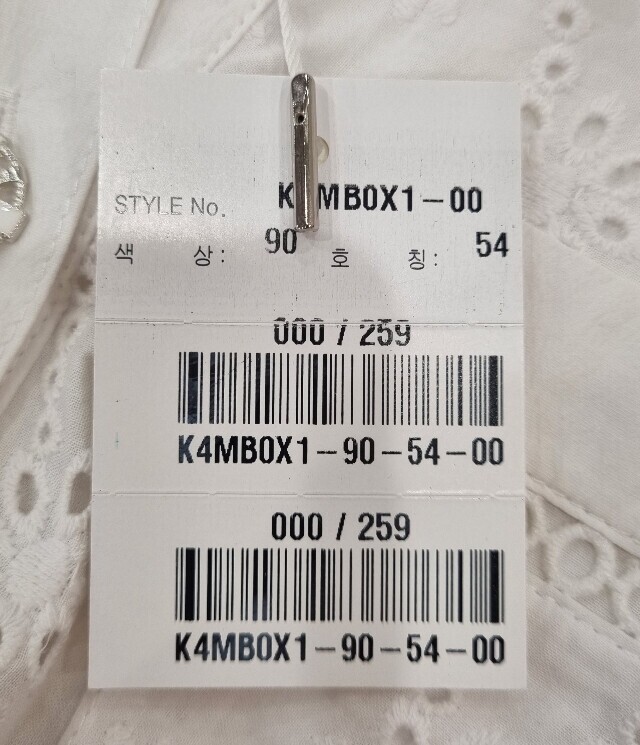 STYLE No. K4MB0X1-00
색 상: 90 호 칭: 54
000 / 259
K4MB0X1-90-54-00
000 / 259
K4MB0X1-90-54-00